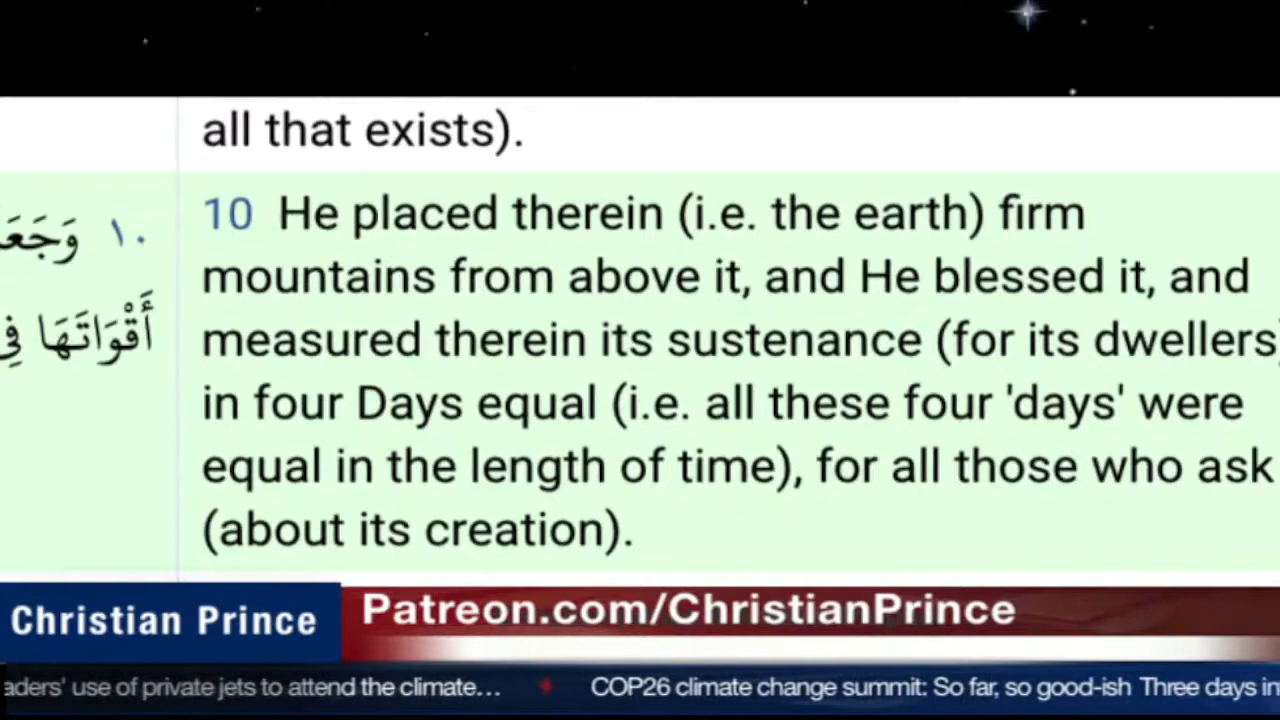 all that exists).
10 He placed therein (i.e. the earth) firm
mountains from above it, and He blessed it, and
measured therein its sustenance (for its dwellers)
in four Days equal (i.e. all these four 'days' were
equal in the length of time), for all those who ask
(about its creation).
١٠ وَجَعَ
أَقْوَاتَهَا فِي
Christian Prince
Patreon.com/ChristianPrince
aders' use of private jets to attend the climate... COP26 climate change summit: So far, so good-ish Three days in